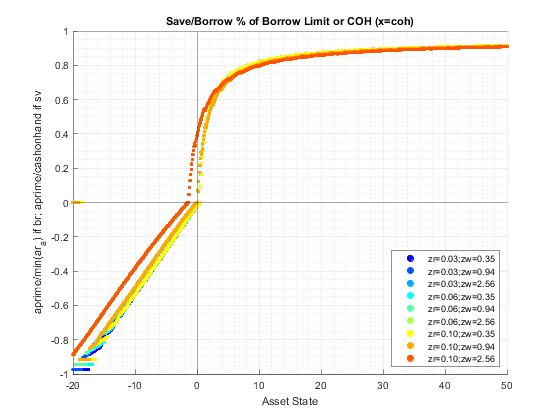 Save/Borrow % of Borrow Limit or COH (x=coh)
1
0.8
0.6
0.4
0.2
0
-0.2
-0.4
-0.6
-0.8
-1
aprime/min(ar_a) if br; aprime/cashonhand if sv
zr=0.03;zw=0.35
zr=0.03;zw=0.94
zr=0.03;zw=2.56
zr=0.06;zw=0.35
zr=0.06;zw=0.94
zr=0.06;zw=2.56
zr=0.10;zw=0.35
zr=0.10;zw=0.94
zr=0.10;zw=2.56
-20 -10 0 10 20 30 40 50
Asset State